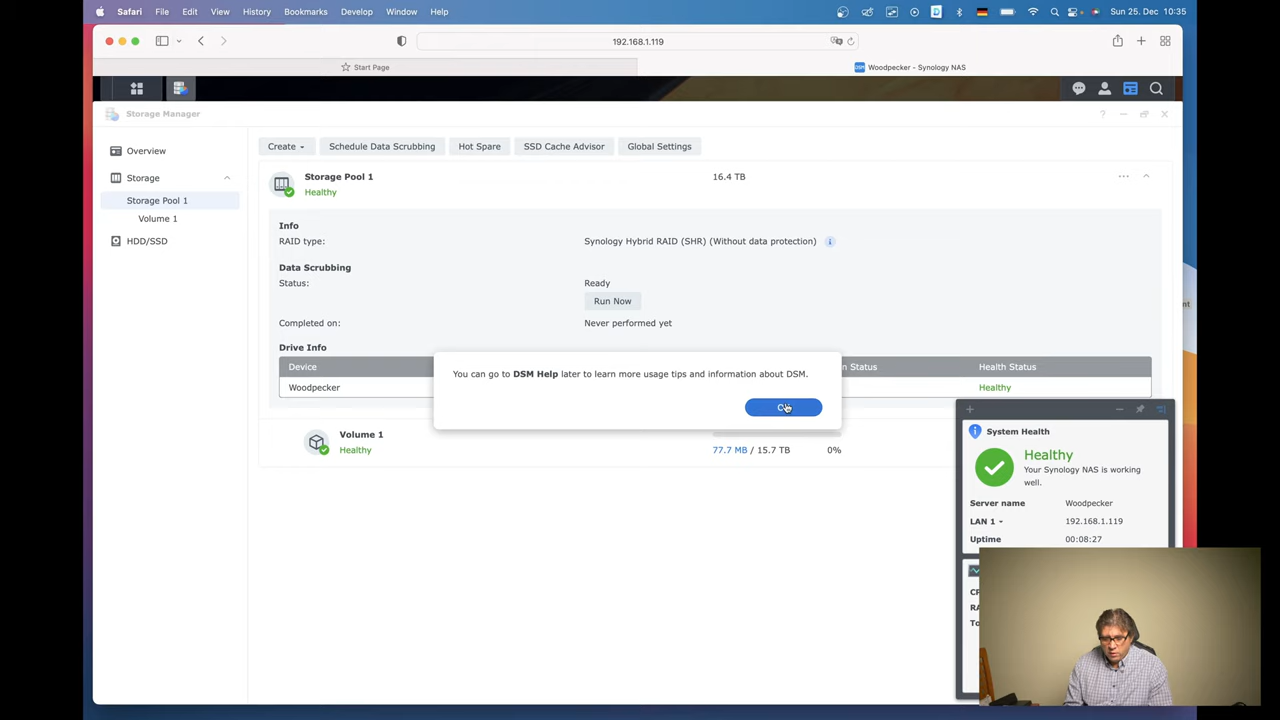 Safari File Edit View History Bookmarks Develop Window Help
Sun 25. Dec 10:35
192.168.1.119
Start Page
DSM Woodpecker - Synology NAS
Storage Manager
Overview
Storage
Storage Pool 1
Volume 1
HDD/SSD
Create Schedule Data Scrubbing Hot Spare SSD Cache Advisor Global Settings
Storage Pool 1 16.4 TB
Healthy
Info
RAID type: Synology Hybrid RAID (SHR) (Without data protection)
Data Scrubbing
Status: Ready
Run Now
Completed on: Never performed yet
Drive Info
Device Status Health Status
Woodpecker Healthy
You can go to DSM Help later to learn more usage tips and information about DSM.
Volume 1
Healthy
77.7 MB / 15.7 TB 0%
System Health
Healthy
Your Synology NAS is working
well.
Server name Woodpecker
LAN 1 192.168.1.119
Uptime 00:08:27